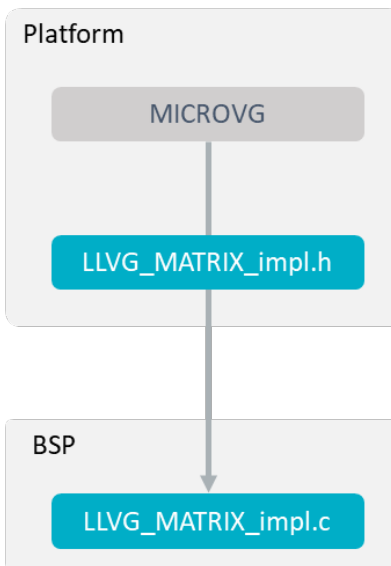 Platform
MICROVG
LLVG_MATRIX_impl.h
BSP
LLVG_MATRIX_impl.c